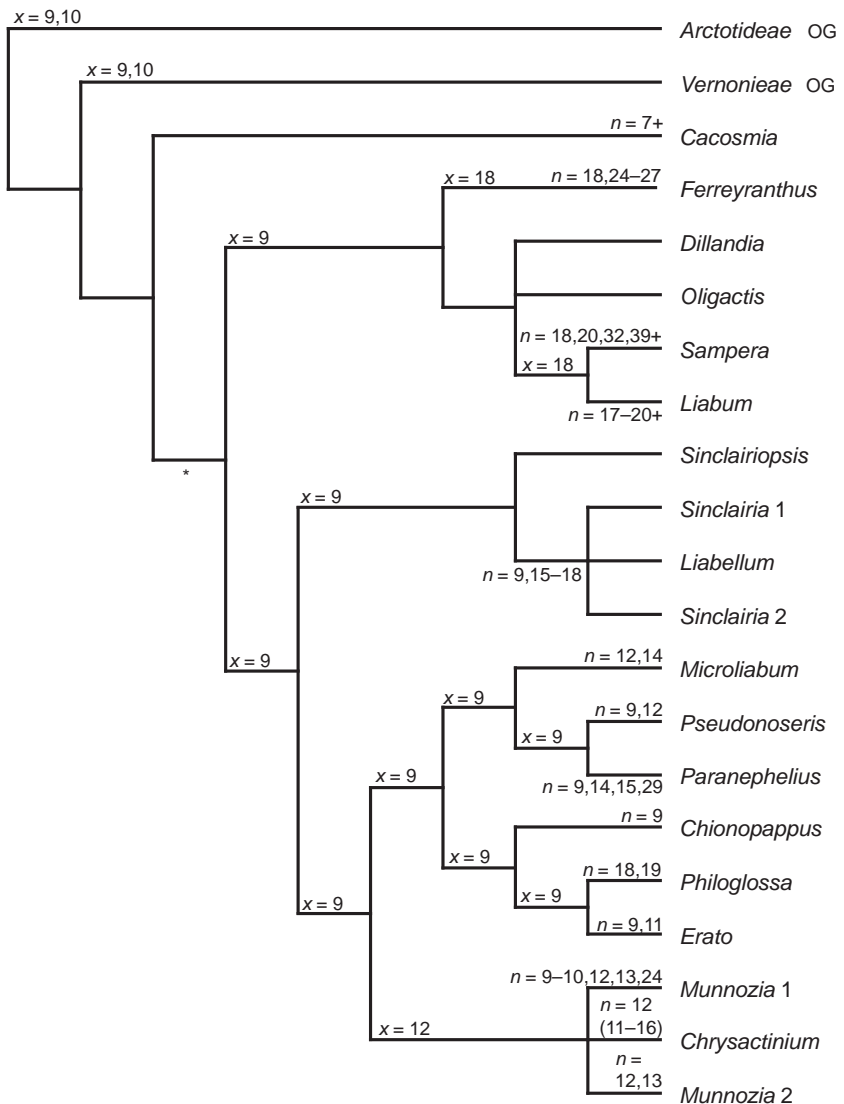 x = 9,10
Arctotideae OG
x = 9,10
Vernonieae OG
n = 7+
Cacosmia
x = 18
n = 18,24–27
Ferreyranthus
x = 9
Dillandia
Oligactis
n = 18,20,32,39+
Sampera
x = 18
Liabum
n = 17–20+
Sinclairiopsis
*
x = 9
Sinclairia 1
Liabellum
n = 9,15–18
Sinclairia 2
x = 9
n = 12,14
Microliabum
x = 9
n = 9,12
Pseudonoseris
x = 9
x = 9
Paranephelius
n = 9,14,15,29
n = 9
Chionopappus
x = 9
n = 18,19
Philoglossa
x = 9
x = 9
n = 9,11
Erato
n = 9–10,12,13,24
Munnozia 1
n = 12
(11–16)
x = 12
Chrysactinium
n =
12,13
Munnozia 2